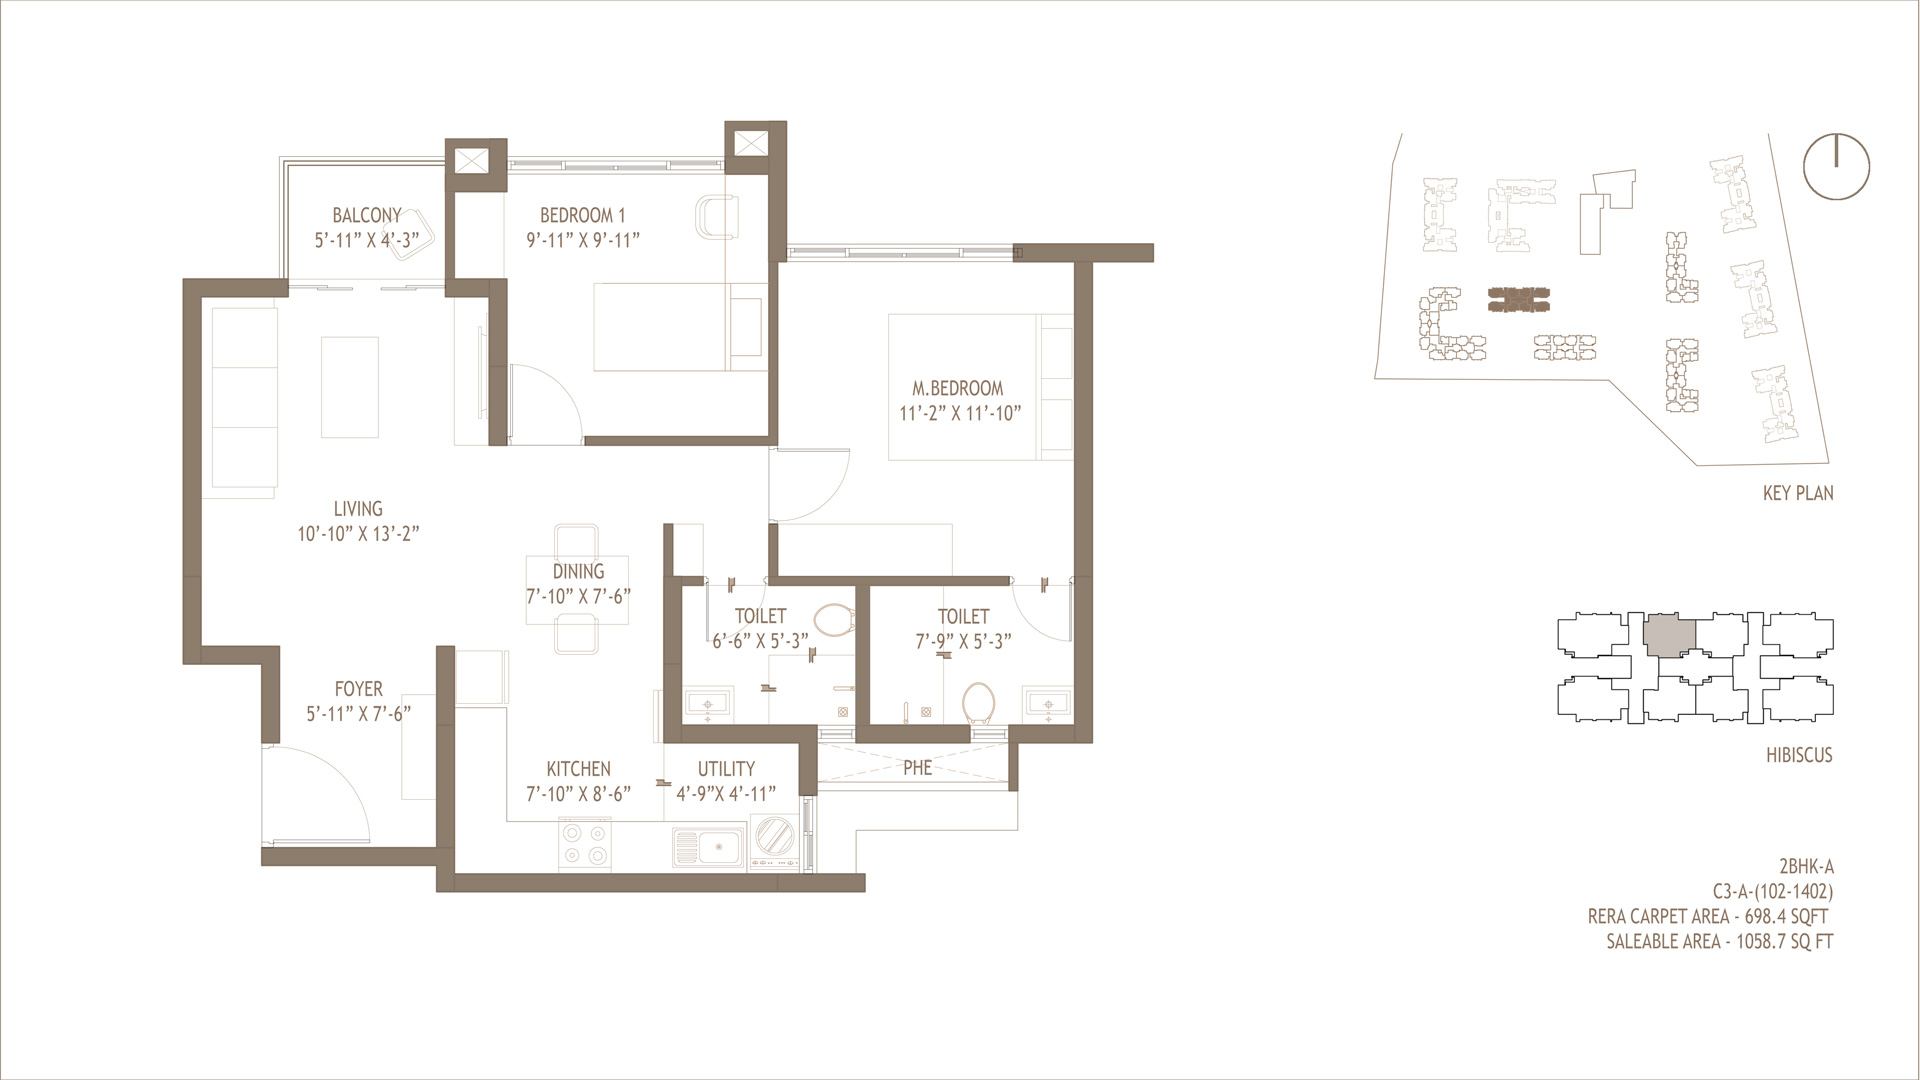 BALCONY
5’-11” X 4’-3”
BEDROOM 1
9’-11” X 9’-11”
M.BEDROOM
11’-2” X 11’-10”
LIVING
10’-10” X 13’-2”
DINING
7’-10” X 7’-6”
TOILET
6’-6” X 5’-3”
TOILET
7’-9” X 5’-3”
FOYER
5’-11” X 7’-6”
KITCHEN
7’-10” X 8’-6”
UTILITY
4’-9”X 4’-11”
PHE
KEY PLAN
HIBISCUS
2BHK-A
C3-A-(102-1402)
RERA CARPET AREA - 698.4 SQFT
SALEABLE AREA - 1058.7 SQ FT